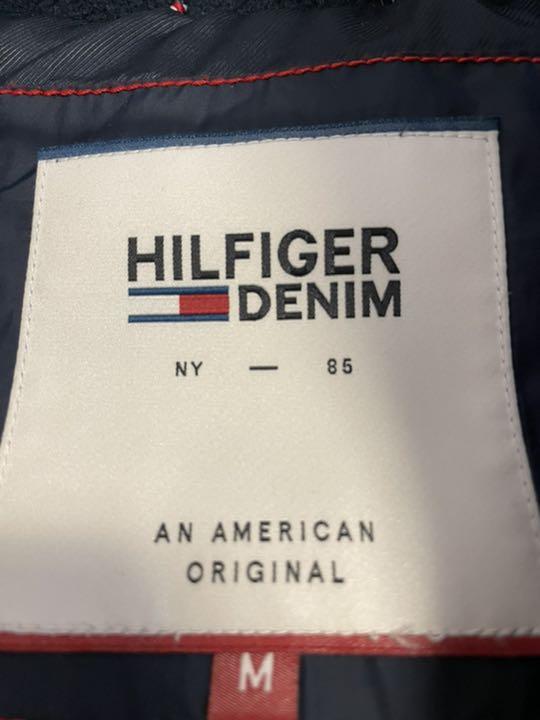 HILFIGER
DENIM
NY — 85
AN AMERICAN
ORIGINAL
M